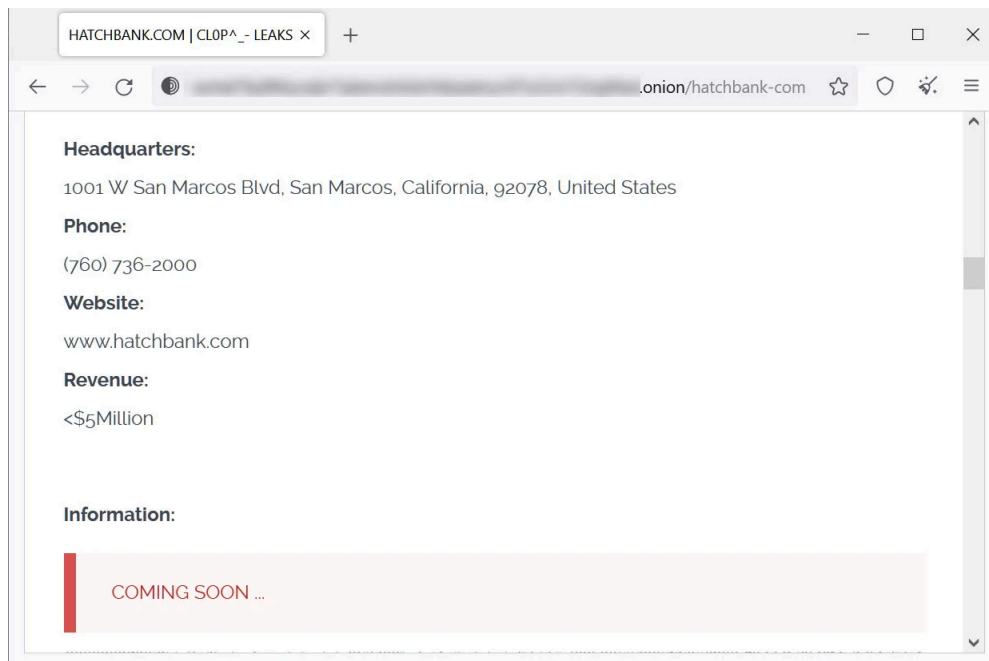 HATCHBANK.COM | CL0P^_- LEAKS
.onion/hatchbank-com
Headquarters:
1001 W San Marcos Blvd, San Marcos, California, 92078, United States
Phone:
(760) 736-2000
Website:
www.hatchbank.com
Revenue:
<$5Million
Information:
COMING SOON ...